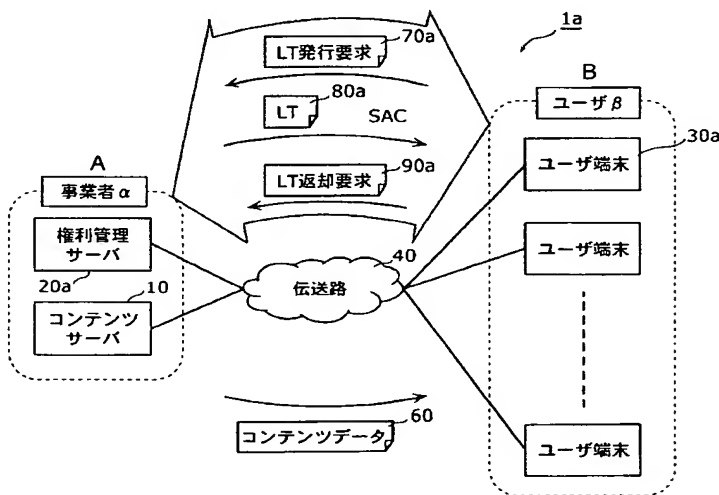 1a
70a
LT発行要求
80a
LT
SAC
90a
LT返却要求
A
事業者α
権利管理
サーバ
20a
10
コンテンツ
サーバ
40
伝送路
60
コンテンツデータ
B
ユーザβ
30a
ユーザ端末
ユーザ端末
ユーザ端末